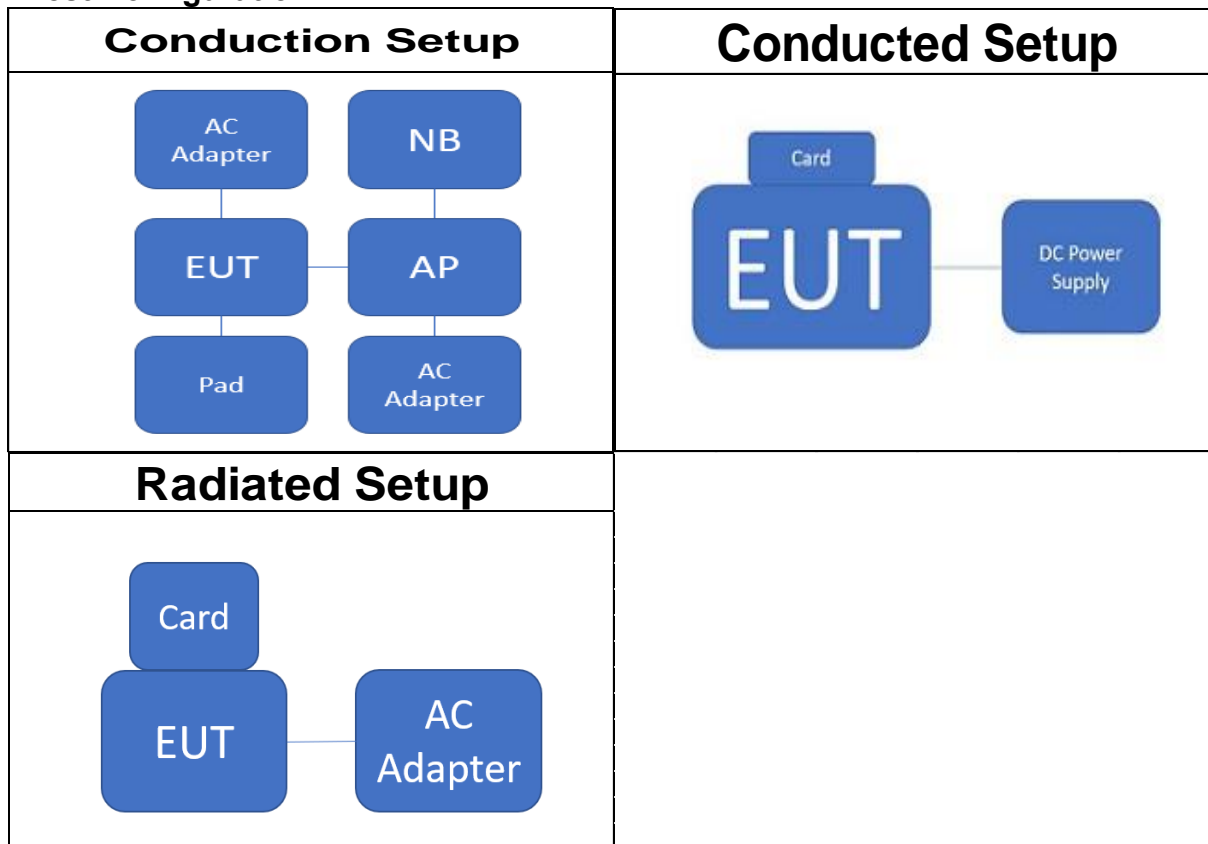 Conduction Setup
AC
Adapter
NB
EUT
AP
Pad
AC
Adapter
Conducted Setup
Card
EUT
DC Power
Supply
Radiated Setup
Card
EUT
AC
Adapter